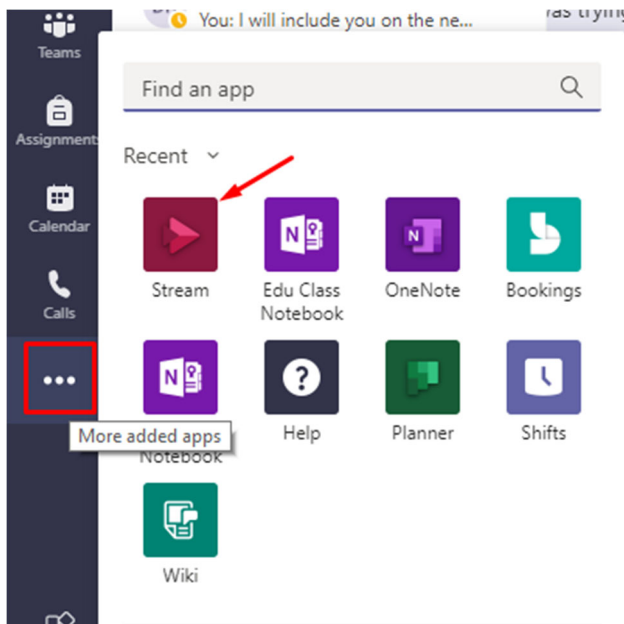 You: I will include you on the ne...
Teams
Find an app
Assignment
Recent
Calendar
Stream
Edu Class
Notebook
OneNote
Bookings
Calls
More added apps
Notebook
Help
Planner
Shifts
Wiki